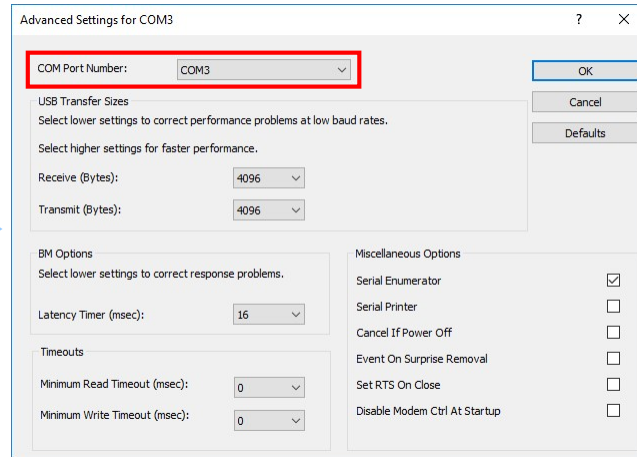 Advanced Settings for COM3
? X
COM Port Number: COM3
OK
USB Transfer Sizes
Cancel
Select lower settings to correct performance problems at low baud rates.
Defaults
Select higher settings for faster performance.
Receive (Bytes): 4096
Transmit (Bytes): 4096
BM Options
Select lower settings to correct response problems.
Latency Timer (msec): 16
Timeouts
Minimum Read Timeout (msec): 0
Minimum Write Timeout (msec): 0
Miscellaneous Options
Serial Enumerator
Serial Printer
Cancel If Power Off
Event On Surprise Removal
Set RTS On Close
Disable Modem Ctrl At Startup